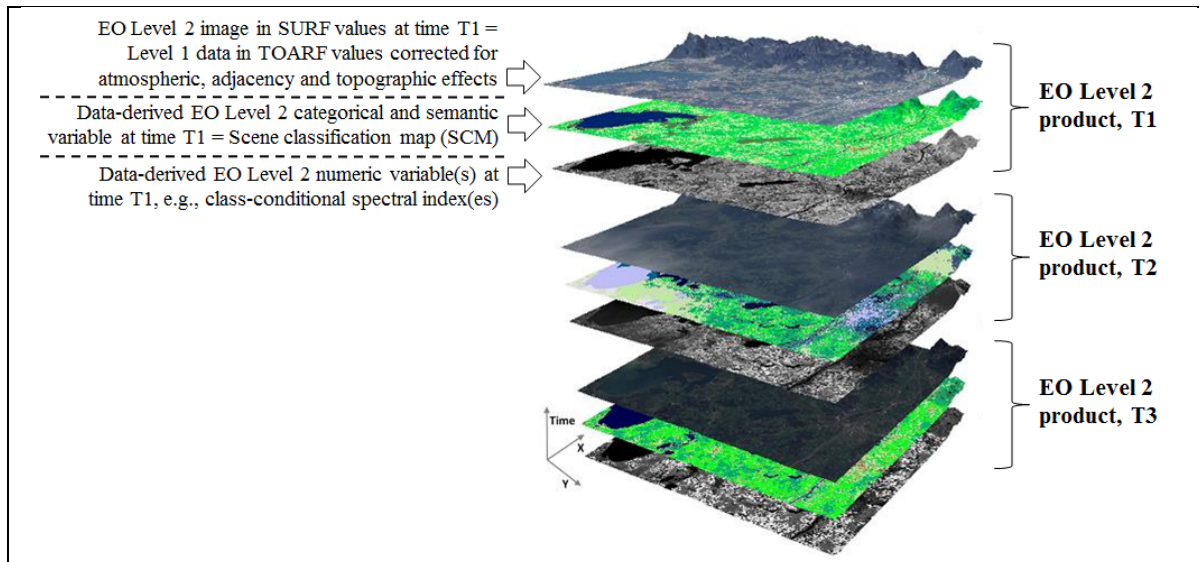 EO Level 2 image in SURF values at time T1 =
Level 1 data in TOARF values corrected for
atmospheric, adjacency and topographic effects
Data-derived EO Level 2 categorical and semantic
variable at time T1 = Scene classification map (SCM)
Data-derived EO Level 2 numeric variable(s) at
time T1, e.g., class-conditional spectral index(es)
EO Level 2
product, T1
EO Level 2
product, T2
EO Level 2
product, T3
Time
X
Y